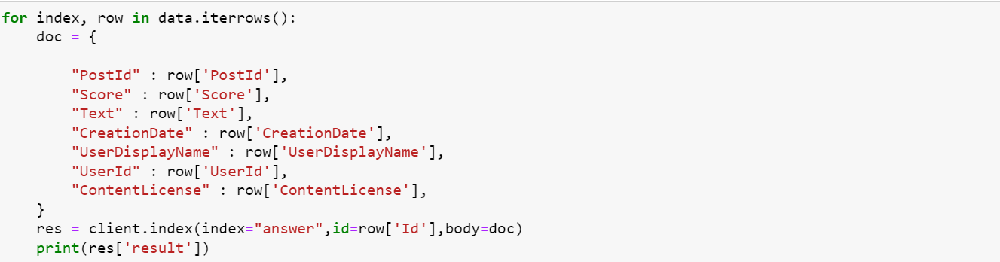 for index, row in data.iterrows():
    doc = {
        "PostId" : row['PostId'],
        "Score" : row['Score'],
        "Text" : row['Text'],
        "CreationDate" : row['CreationDate'],
        "UserDisplayName" : row['UserDisplayName'],
        "UserId" : row['UserId'],
        "ContentLicense" : row['ContentLicense'],
    }
    res = client.index(index="answer",id=row['Id'],body=doc)
    print(res['result'])